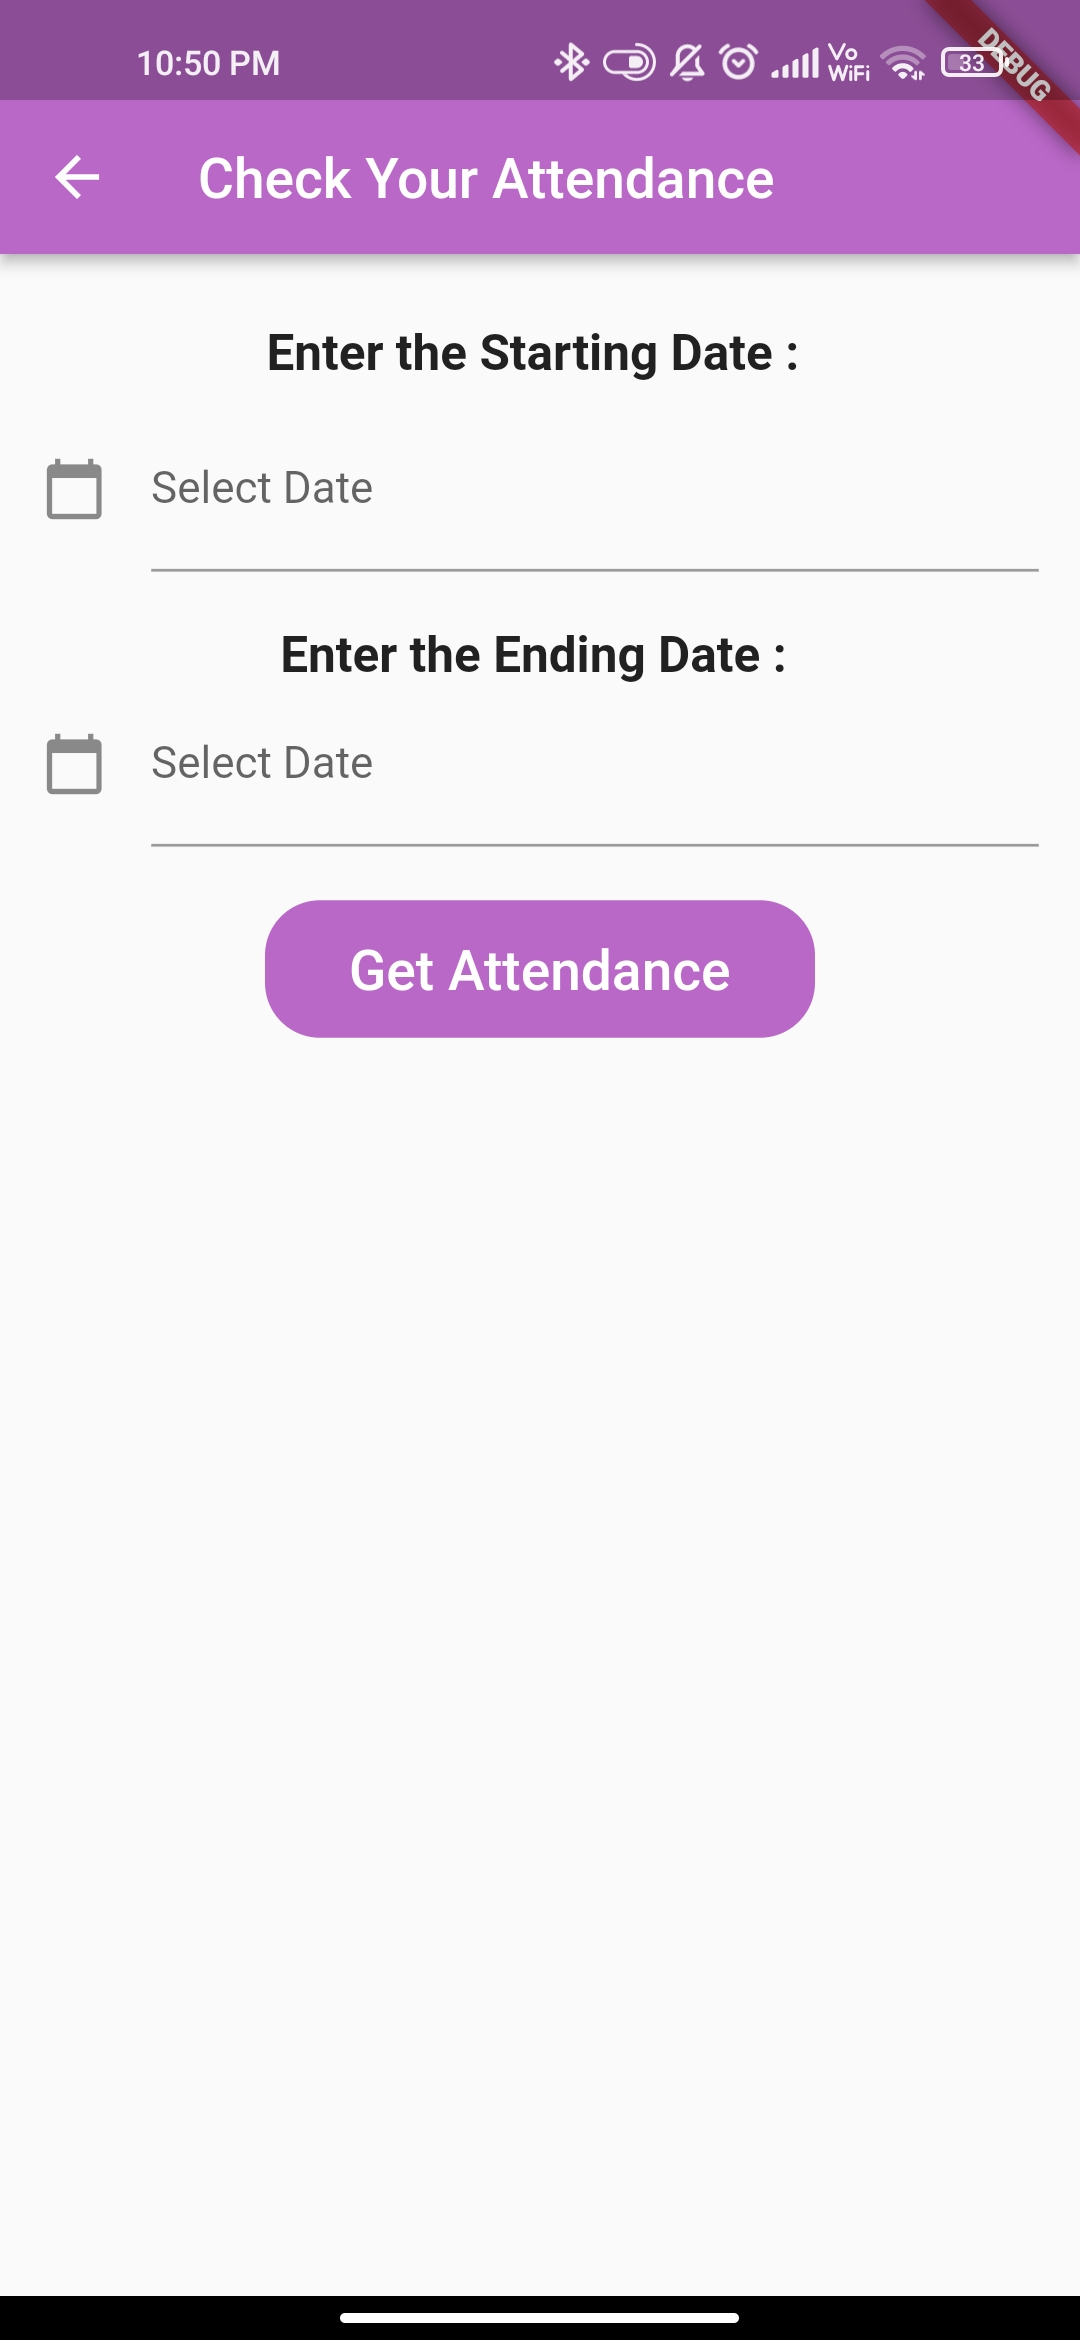 10:50 PM
Vo
WiFi
33
DEBUG
Check Your Attendance
Enter the Starting Date :
Select Date
Enter the Ending Date :
Select Date
Get Attendance